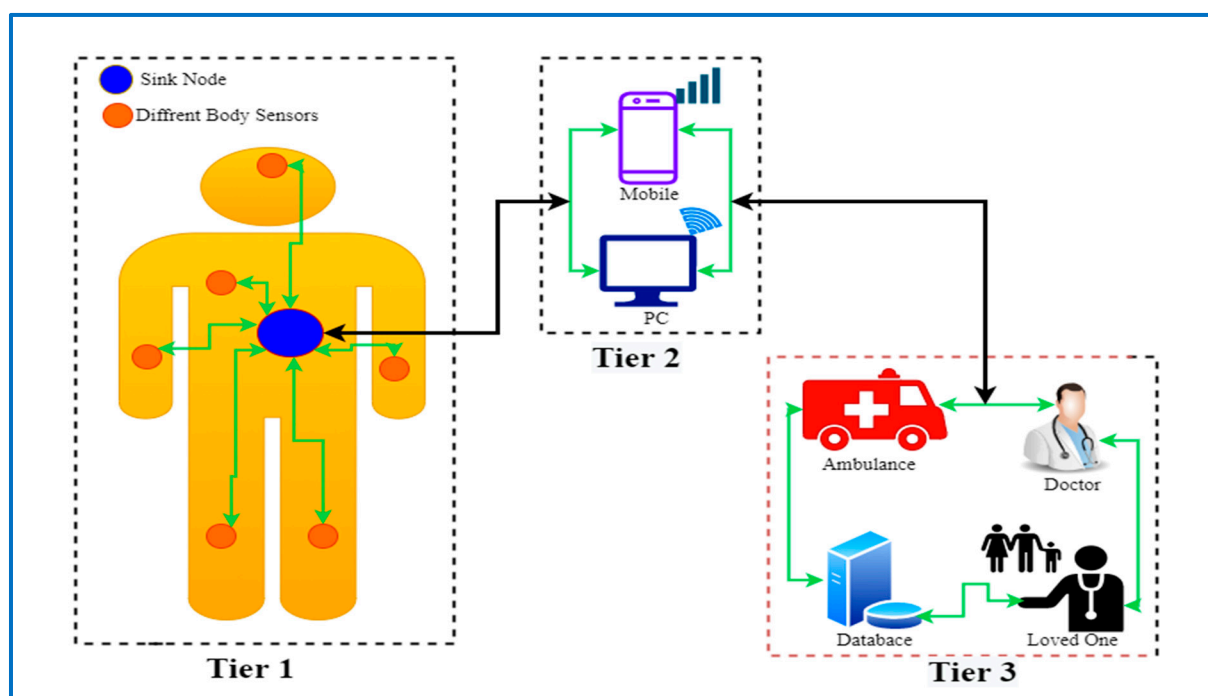 Sink Node
Diffrent Body Sensors
Tier 1
Mobile
PC
Tier 2
Ambulance
Doctor
Databace
Loved One
Tier 3